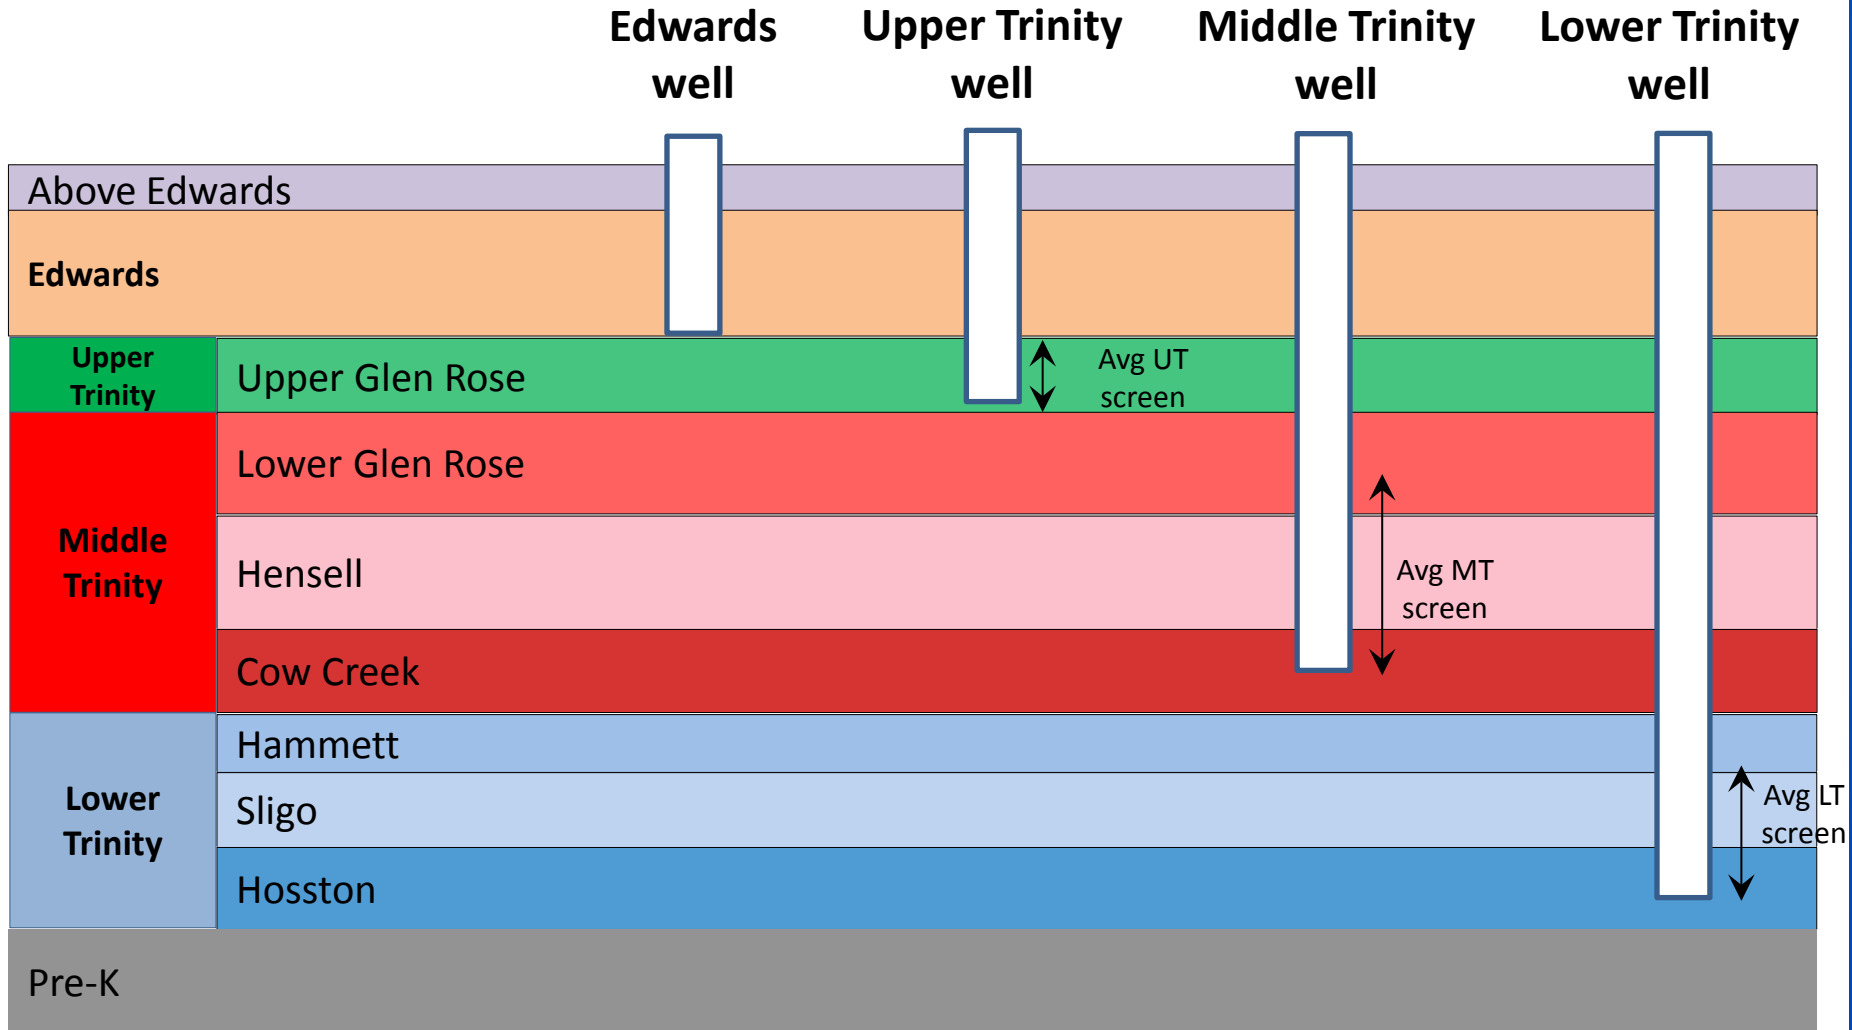 Edwards
well
Upper Trinity
well
Middle Trinity
well
Lower Trinity
well
Above Edwards
Edwards
Upper
Trinity
Upper Glen Rose
Avg UT
screen
Middle
Trinity
Lower Glen Rose
Hensell
Avg MT
screen
Cow Creek
Lower
Trinity
Hammett
Sligo
Avg LT
screen
Hosston
Pre-K